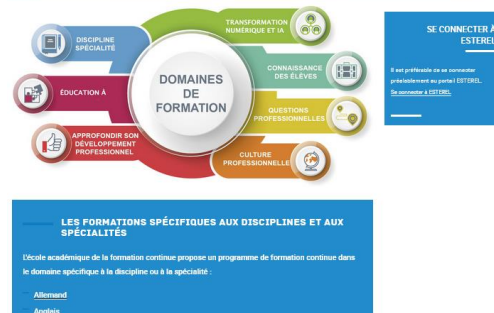 TRANSFORMATION
NUMÉRIQUE ET IA
DISCIPLINE
SPÉCIALITÉ
CONNAISSANCE
DES ÉLÈVES
ÉDUCATION À
DOMAINES
DE
FORMATION
QUESTIONS
PROFESSIONNELLES
APPROFONDIR SON
DÉVELOPPEMENT
PROFESSIONNEL
CULTURE
PROFESSIONNELLE
SE CONNECTER À
ESTEREL
Il est préférable de se connecter
préalablement au portail ESTEREL.
Se connecter à ESTEREL
LES FORMATIONS SPÉCIFIQUES AUX DISCIPLINES ET AUX
SPÉCIALITÉS
L'école académique de la formation continue propose un programme de formation continue dans
le domaine spécifique à la discipline ou à la spécialité :
Allemand
Anglais